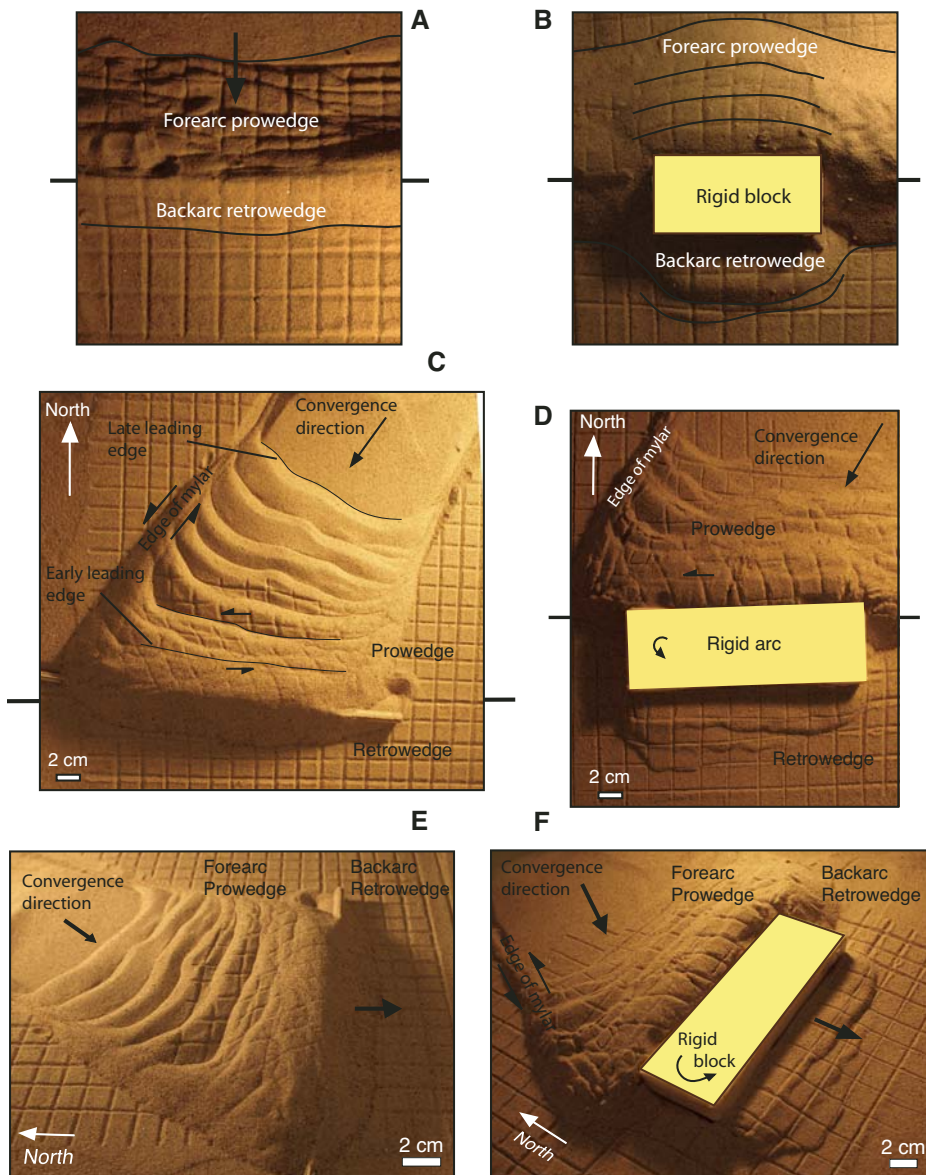 A
Forearc prowedge
Backarc retrowedge
B
Forearc prowedge
Rigid block
Backarc retrowedge
C
North
Late leading
edge
Convergence
direction
Edge of mylar
Early leading
edge
Prowedge
Retrowedge
2 cm
D
North
Edge of mylar
Convergence
direction
Prowedge
Rigid arc
Retrowedge
2 cm
E
Convergence
direction
Forearc
Prowedge
Backarc
Retrowedge
North
2 cm
F
Convergence
direction
Forearc
Prowedge
Backarc
Retrowedge
Edge of mylar
Rigid
block
North
2 cm